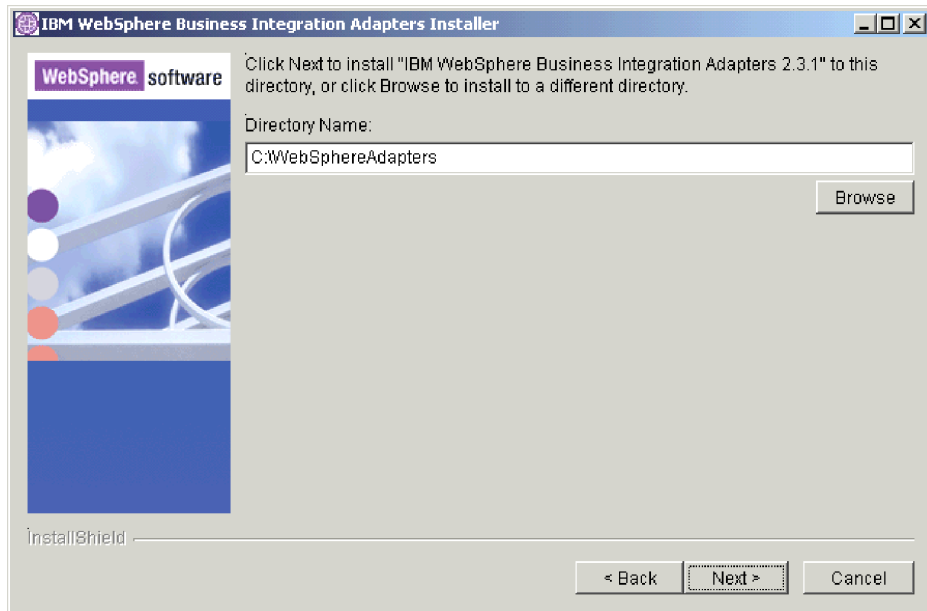 IBM WebSphere Business Integration Adapters Installer
WebSphere software
Click Next to install "IBM WebSphere Business Integration Adapters 2.3.1" to this
directory, or click Browse to install to a different directory.
Directory Name:
C:\WebSphereAdapters
Browse
InstallShield
< Back
Next >
Cancel